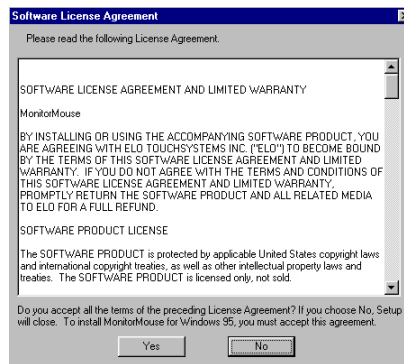 Software License Agreement
Please read the following License Agreement.
SOFTWARE LICENSE AGREEMENT AND LIMITED WARRANTY
MonitorMouse
BY INSTALLING OR USING THE ACCOMPANYING SOFTWARE PRODUCT, YOU
ARE AGREEING WITH ELO TOUCHSYSTEMS INC. ("ELO") TO BECOME BOUND
BY THE TERMS OF THIS SOFTWARE LICENSE AGREEMENT AND LIMITED
WARRANTY. IF YOU DO NOT AGREE WITH THE TERMS AND CONDITIONS OF
THIS SOFTWARE LICENSE AGREEMENT AND LIMITED WARRANTY,
PROMPTLY RETURN THE SOFTWARE PRODUCT AND ALL RELATED MEDIA
TO ELO FOR A FULL REFUND.
SOFTWARE PRODUCT LICENSE
The SOFTWARE PRODUCT is protected by applicable United States copyright laws
and international copyright treaties, as well as other intellectual property laws and
treaties. The SOFTWARE PRODUCT is licensed only, not sold.
Do you accept all the terms of the preceding License Agreement? If you choose No, Setup
will close. To install MonitorMouse for Windows 95, you must accept this agreement.
Yes
No